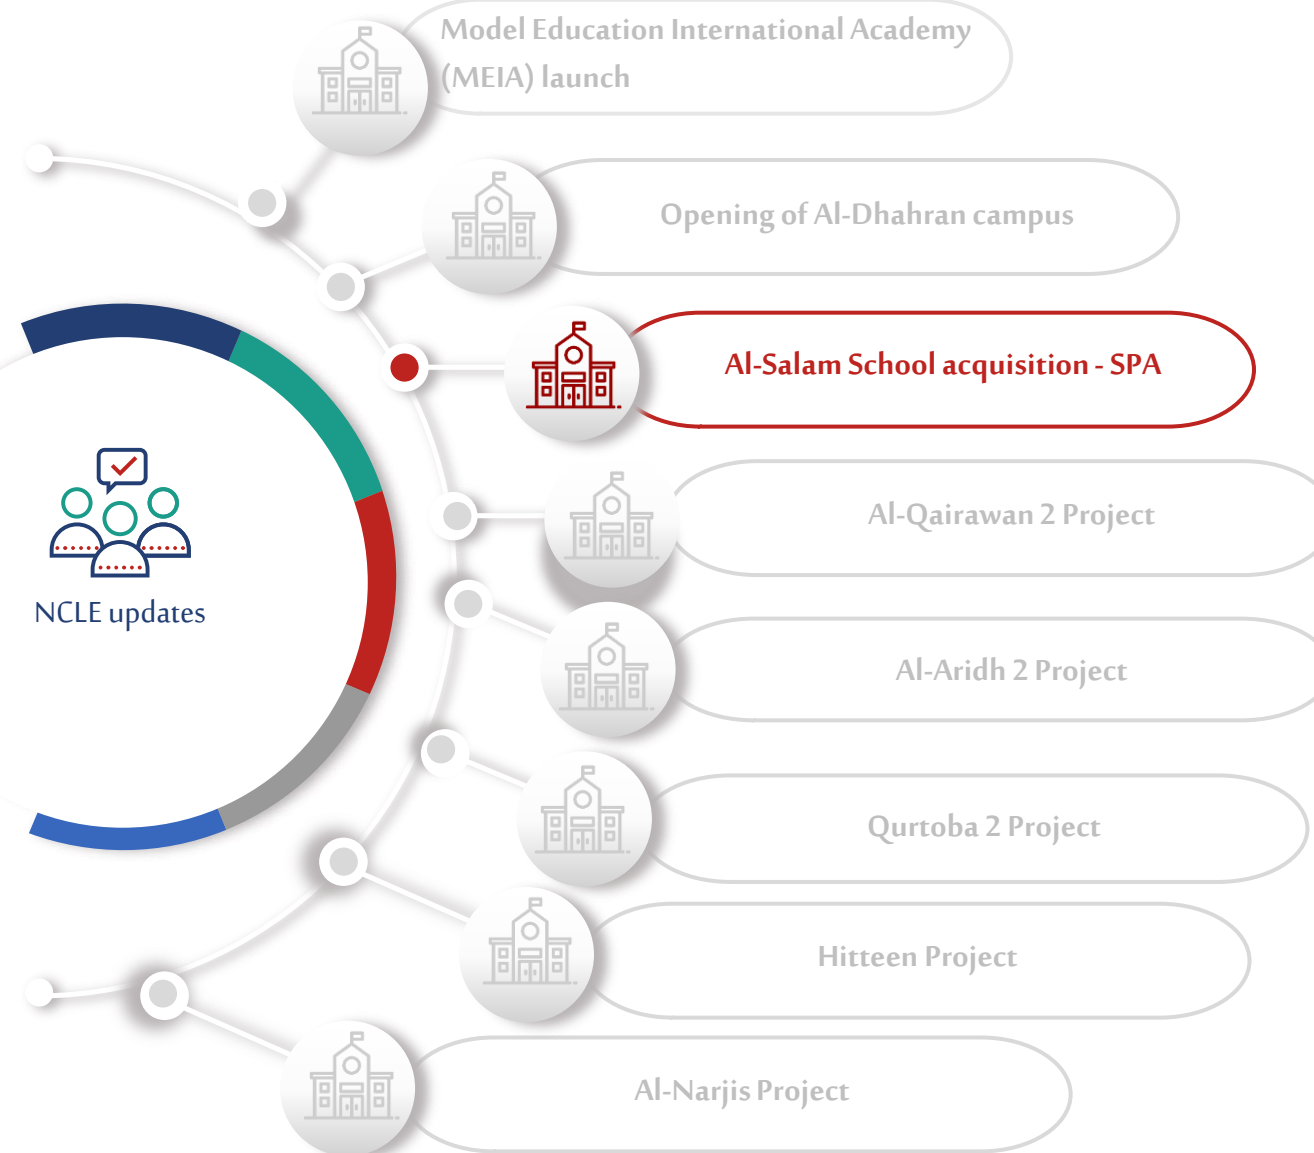 Model Education International Academy
(MEIA) launch
Opening of Al-Dhahran campus
Al-Salam School acquisition - SPA
Al-Qairawan 2 Project
NCLE updates
Al-Aridh 2 Project
Qurtoba 2 Project
Hitteen Project
Al-Narjis Project